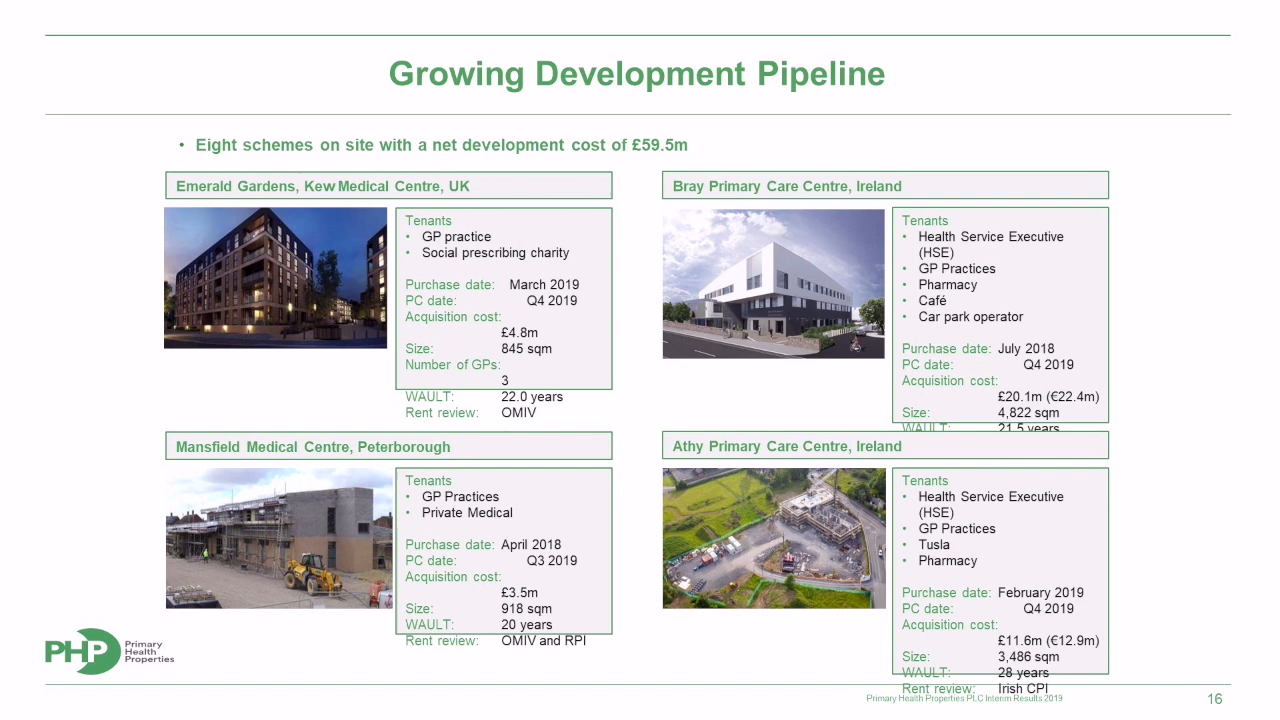 Growing Development Pipeline
• Eight schemes on site with a net development cost of £59.5m
Emerald Gardens, Kew Medical Centre, UK
Tenants
• GP practice
• Social prescribing charity
Purchase date: March 2019
PC date: Q4 2019
Acquisition cost:
£4.8m
Size: 845 sqm
Number of GPs:
3
WAULT: 22.0 years
Rent review: OMIV
Bray Primary Care Centre, Ireland
Tenants
• Health Service Executive
(HSE)
• GP Practices
• Pharmacy
• Café
• Car park operator
Purchase date: July 2018
PC date: Q4 2019
Acquisition cost:
£20.1m (€22.4m)
Size: 4,822 sqm
WAULT: 21.5 years
Mansfield Medical Centre, Peterborough
Tenants
• GP Practices
• Private Medical
Purchase date: April 2018
PC date: Q3 2019
Acquisition cost:
£3.5m
Size: 918 sqm
WAULT: 20 years
Rent review: OMIV and RPI
Athy Primary Care Centre, Ireland
Tenants
• Health Service Executive
(HSE)
• GP Practices
• Tusla
• Pharmacy
Purchase date: February 2019
PC date: Q4 2019
Acquisition cost:
£11.6m (€12.9m)
Size: 3,486 sqm
WAULT: 28 years
Rent review: Irish CPI
PHP
Primary
Health
Properties
Primary Health Properties PLC Interim Results 2019
16